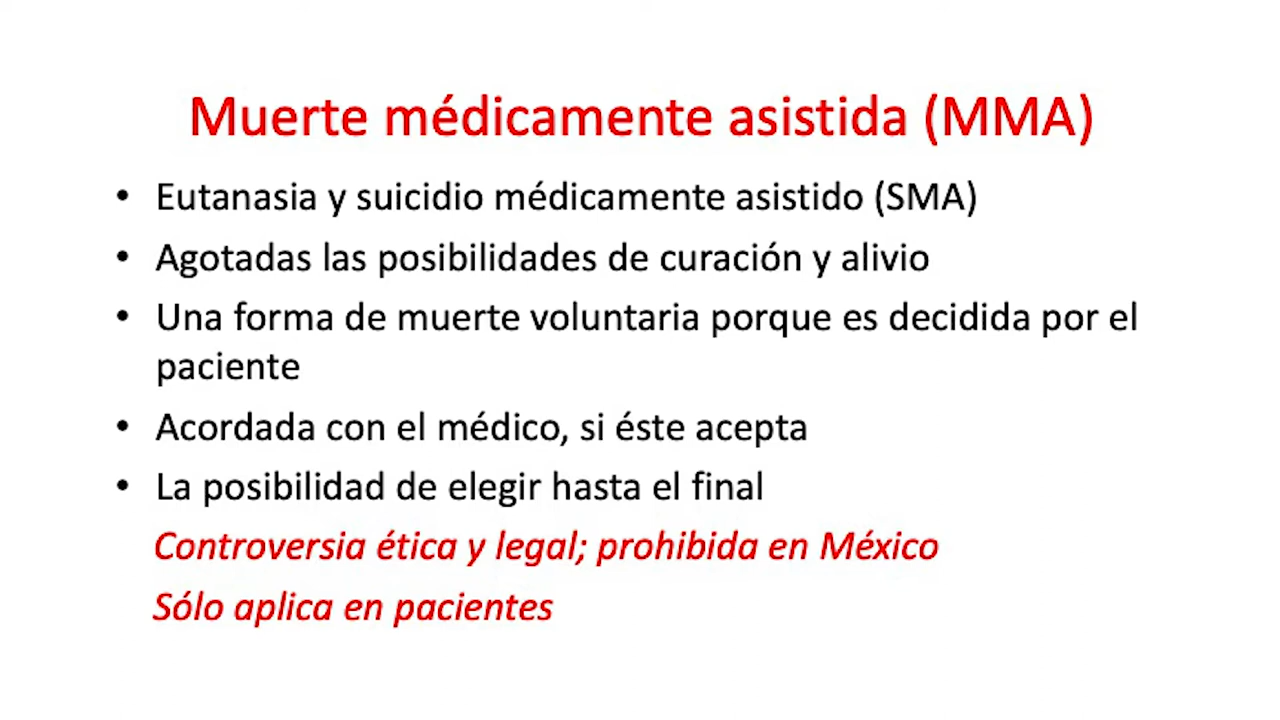 Muerte médicamente asistida (MMA)
• Eutanasia y suicidio médicamente asistido (SMA)
• Agotadas las posibilidades de curación y alivio
• Una forma de muerte voluntaria porque es decidida por el
paciente
• Acordada con el médico, si éste acepta
• La posibilidad de elegir hasta el final
Controversia ética y legal; prohibida en México
Sólo aplica en pacientes